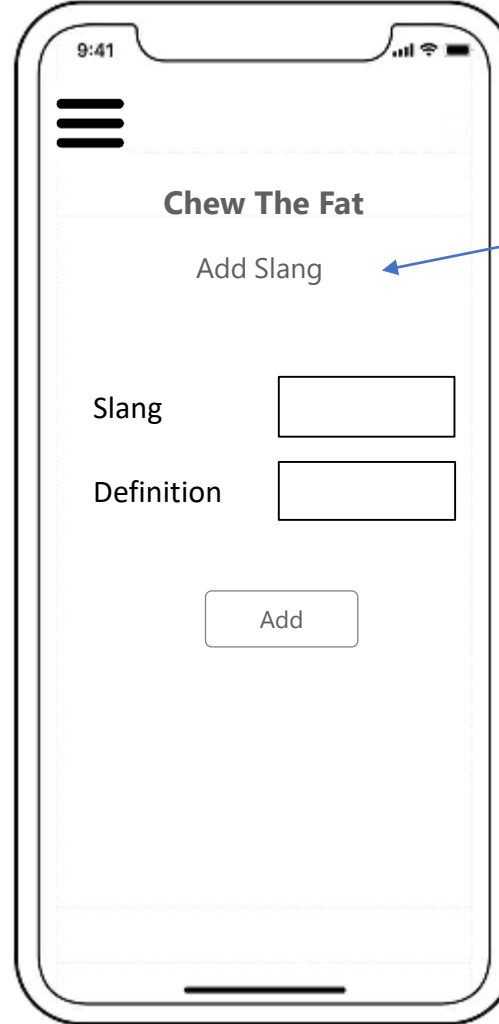 9:41
Chew The Fat
Add Slang
Slang
Definition
Add